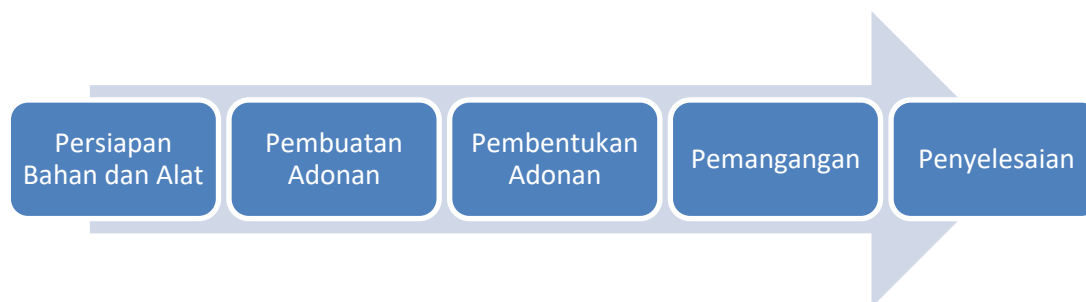 Persiapan
Bahan dan Alat
Pembuatan
Adonan
Pembentukan
Adonan
Pemangangan
Penyelesaian